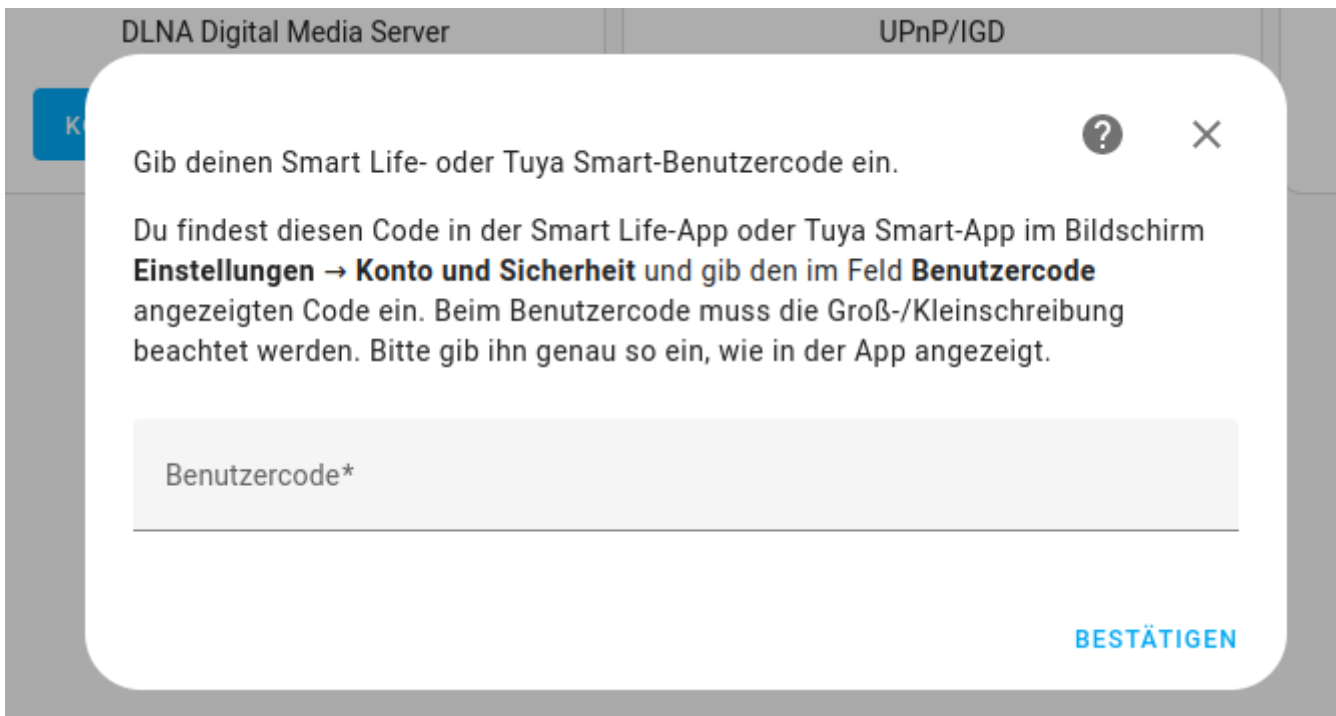 DLNA Digital Media Server
UPnP/IGD
Gib deinen Smart Life- oder Tuya Smart-Benutzercode ein.
Du findest diesen Code in der Smart Life-App oder Tuya Smart-App im Bildschirm
Einstellungen → Konto und Sicherheit und gib den im Feld Benutzercode
angezeigten Code ein. Beim Benutzercode muss die Groß-/Kleinschreibung
beachtet werden. Bitte gib ihn genau so ein, wie in der App angezeigt.
Benutzercode*
BESTÄTIGEN